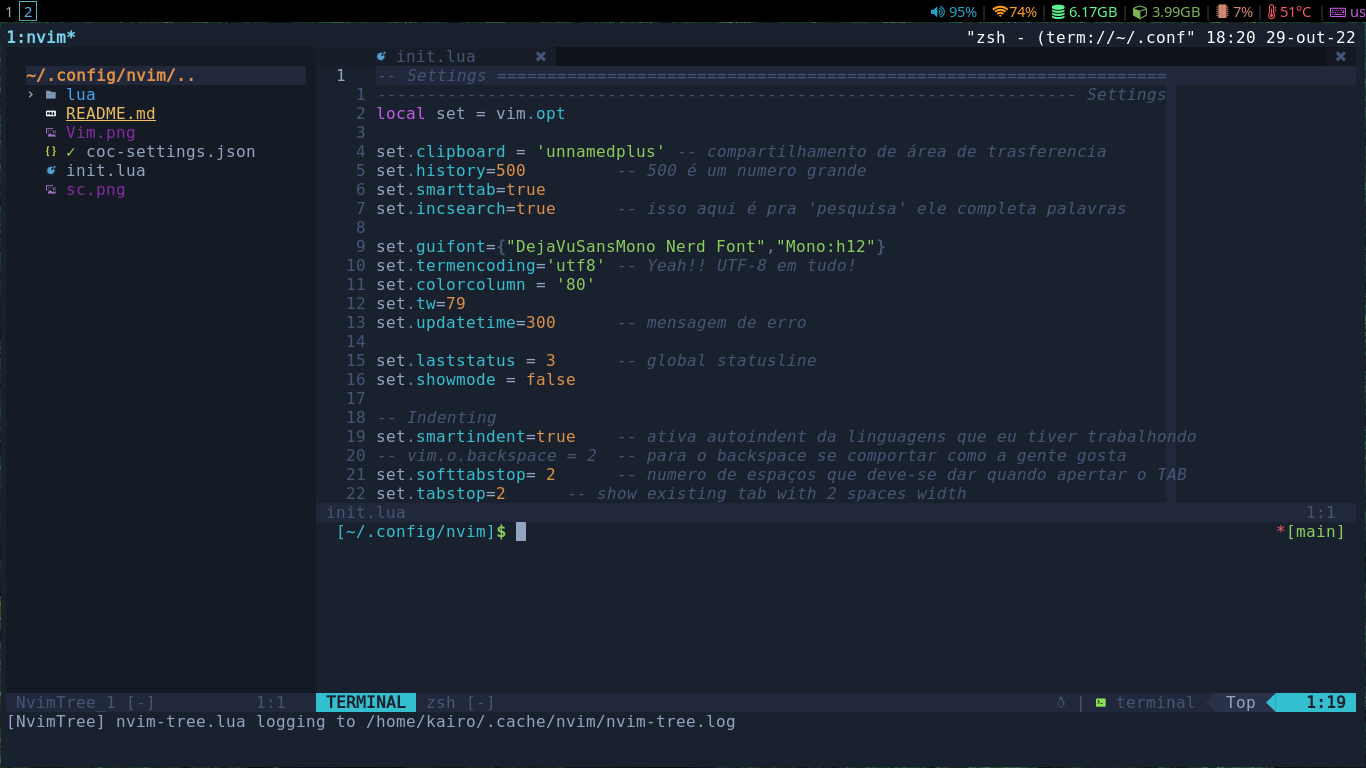 1 2 95% | 74% | 6.17GB | 3.99GB | 7% | 51°C | us
1:nvim* "zsh - (term://~/.conf" 18:20 29-out-22
init.lua ✖ ✖
~/.config/nvim/..
› lua
README.md
Vim.png
{} ✓ coc-settings.json
init.lua
sc.png
1 -- Settings ===================================================================
1 ---------------------------------------------------------------------- Settings
2 local set = vim.opt
3
4 set.clipboard = 'unnamedplus' -- compartilhamento de área de trasferencia
5 set.history=500 -- 500 é um numero grande
6 set.smarttab=true
7 set.incsearch=true -- isso aqui é pra 'pesquisa' ele completa palavras
8
9 set.guifont={"DejaVuSansMono Nerd Font","Mono:h12"}
10 set.termencoding='utf8' -- Yeah!! UTF-8 em tudo!
11 set.colorcolumn = '80'
12 set.tw=79
13 set.updatetime=300 -- mensagem de erro
14
15 set.laststatus = 3 -- global statusline
16 set.showmode = false
17
18 -- Indenting
19 set.smartindent=true -- ativa autoindent da linguagens que eu tiver trabalhondo
20 -- vim.o.backspace = 2 -- para o backspace se comportar como a gente gosta
21 set.softtabstop= 2 -- numero de espaços que deve-se dar quando apertar o TAB
22 set.tabstop=2 -- show existing tab with 2 spaces width
init.lua 1:1
[~/.config/nvim]$ *[main]
NvimTree_1 [-] 1:1 TERMINAL zsh [-] | terminal Top 1:19
[NvimTree] nvim-tree.lua logging to /home/kairo/.cache/nvim/nvim-tree.log